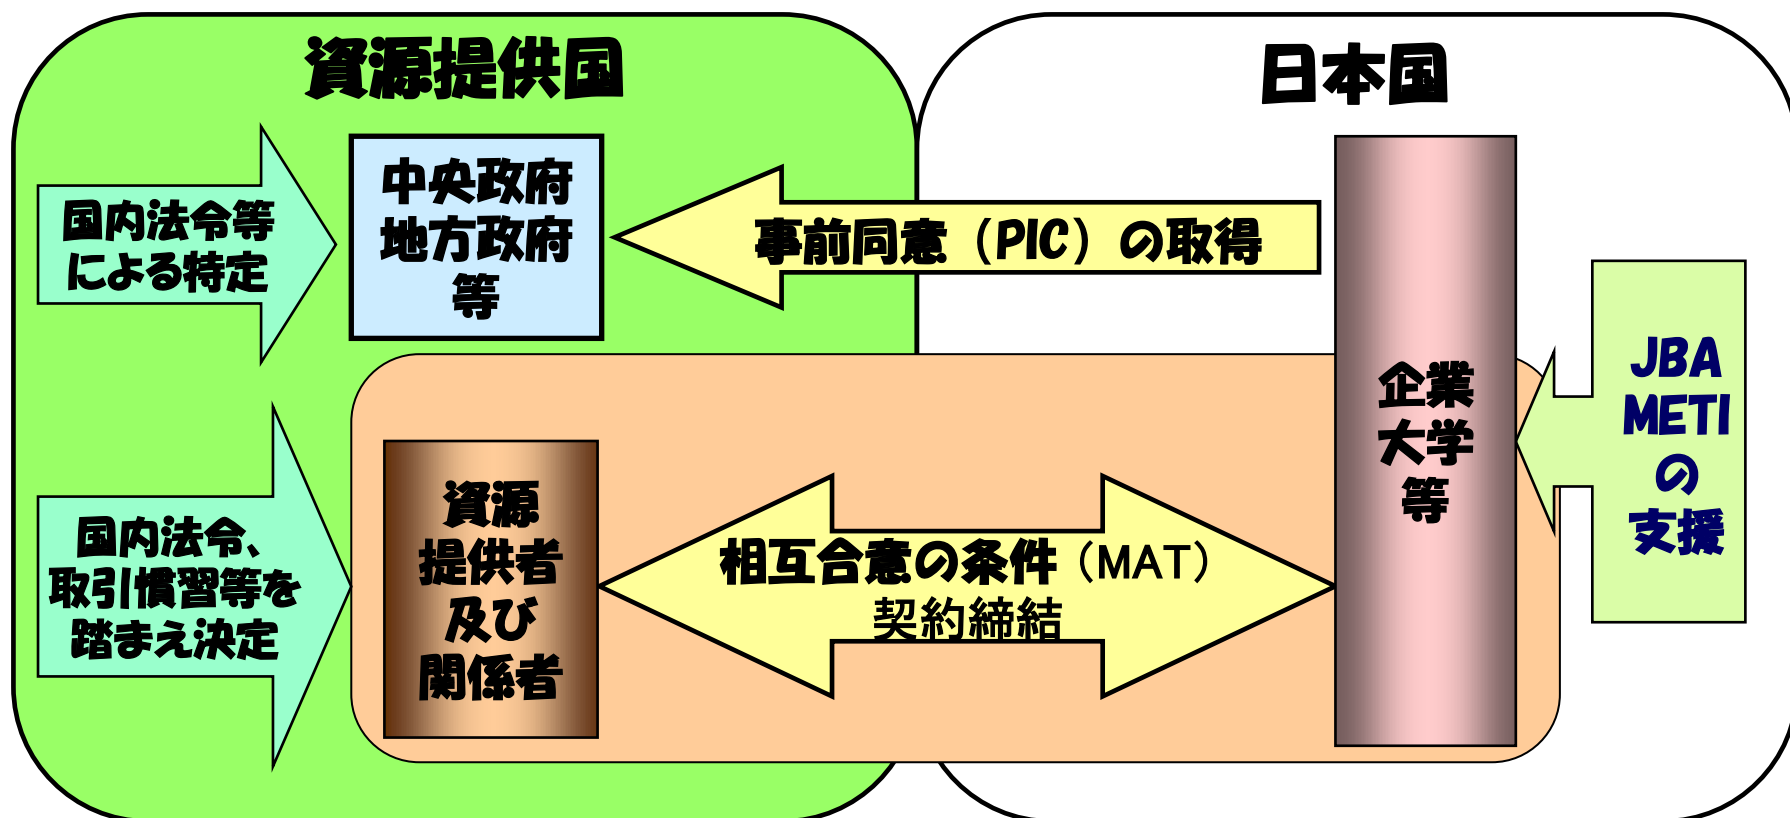 資源提供国
日本国
国内法令等
による特定
中央政府
地方政府
等
事前同意（PIC）の取得
企業
大学
等
JBA
METI
の
支援
国内法令、
取引慣習等を
踏まえ決定
資源
提供者
及び
関係者
相互合意の条件（MAT）
契約締結